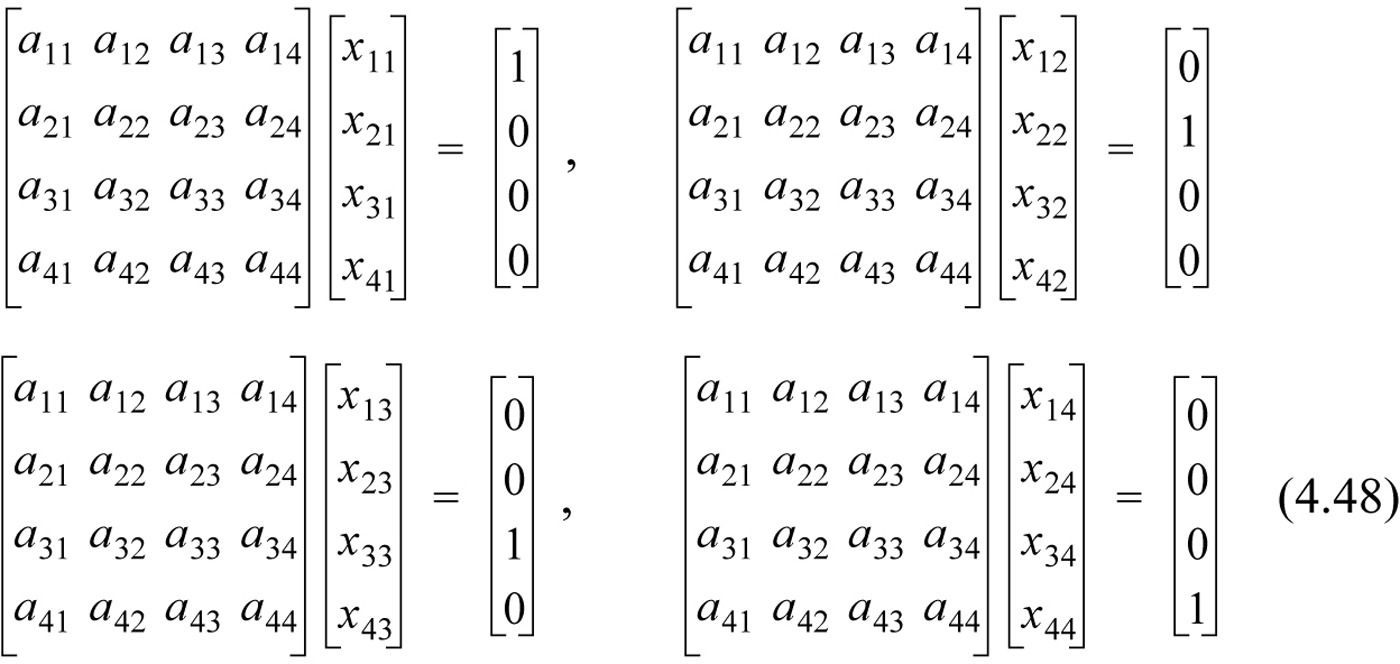 a11 a12 a13 a14 x11 1 a11 a12 a13 a14 x12 0
a21 a22 a23 a24 x21 = 0 , a21 a22 a23 a24 x22 = 1
a31 a32 a33 a34 x31 0 a31 a32 a33 a34 x32 0
a41 a42 a43 a44 x41 0 a41 a42 a43 a44 x42 0
a11 a12 a13 a14 x13 0 a11 a12 a13 a14 x14 0
a21 a22 a23 a24 x23 = 0 , a21 a22 a23 a24 x24 = 0 (4.48)
a31 a32 a33 a34 x33 1 a31 a32 a33 a34 x34 0
a41 a42 a43 a44 x43 0 a41 a42 a43 a44 x44 1